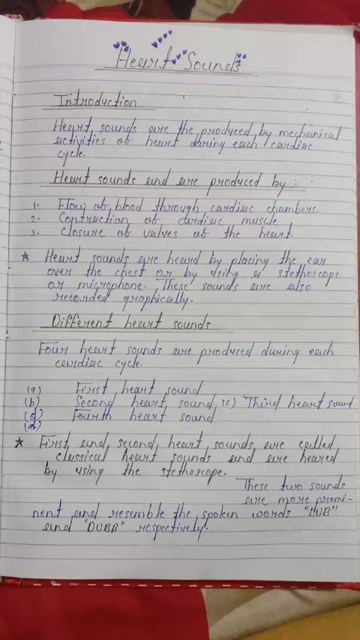 Heart Sounds
Introduction
Heart sounds are the produced by mechanical
activities of heart during each cardiac
cycle.
Heart sounds and are produced by :
1. Flow of blood through cardiac chambers.
2. Contraction of cardiac muscle
3. Closure of valves of the heart
* Heart sounds are heard by placing the ear
over the chest or by using a stethoscope
or microphone. These sounds are also
recorded graphically.
Different heart sounds
Four heart sounds are produced during each
cardiac cycle.
(a) First heart sound
(b) Second heart sound (c) Third heart sound
(d) Fourth heart sound
* First and, second, heart sounds, are called
classical heart sounds and are heared
by using the stethoscope.
These two sounds
are more promi-
nent and resemble the spoken words "LUB"
and "DUBB" respectively.